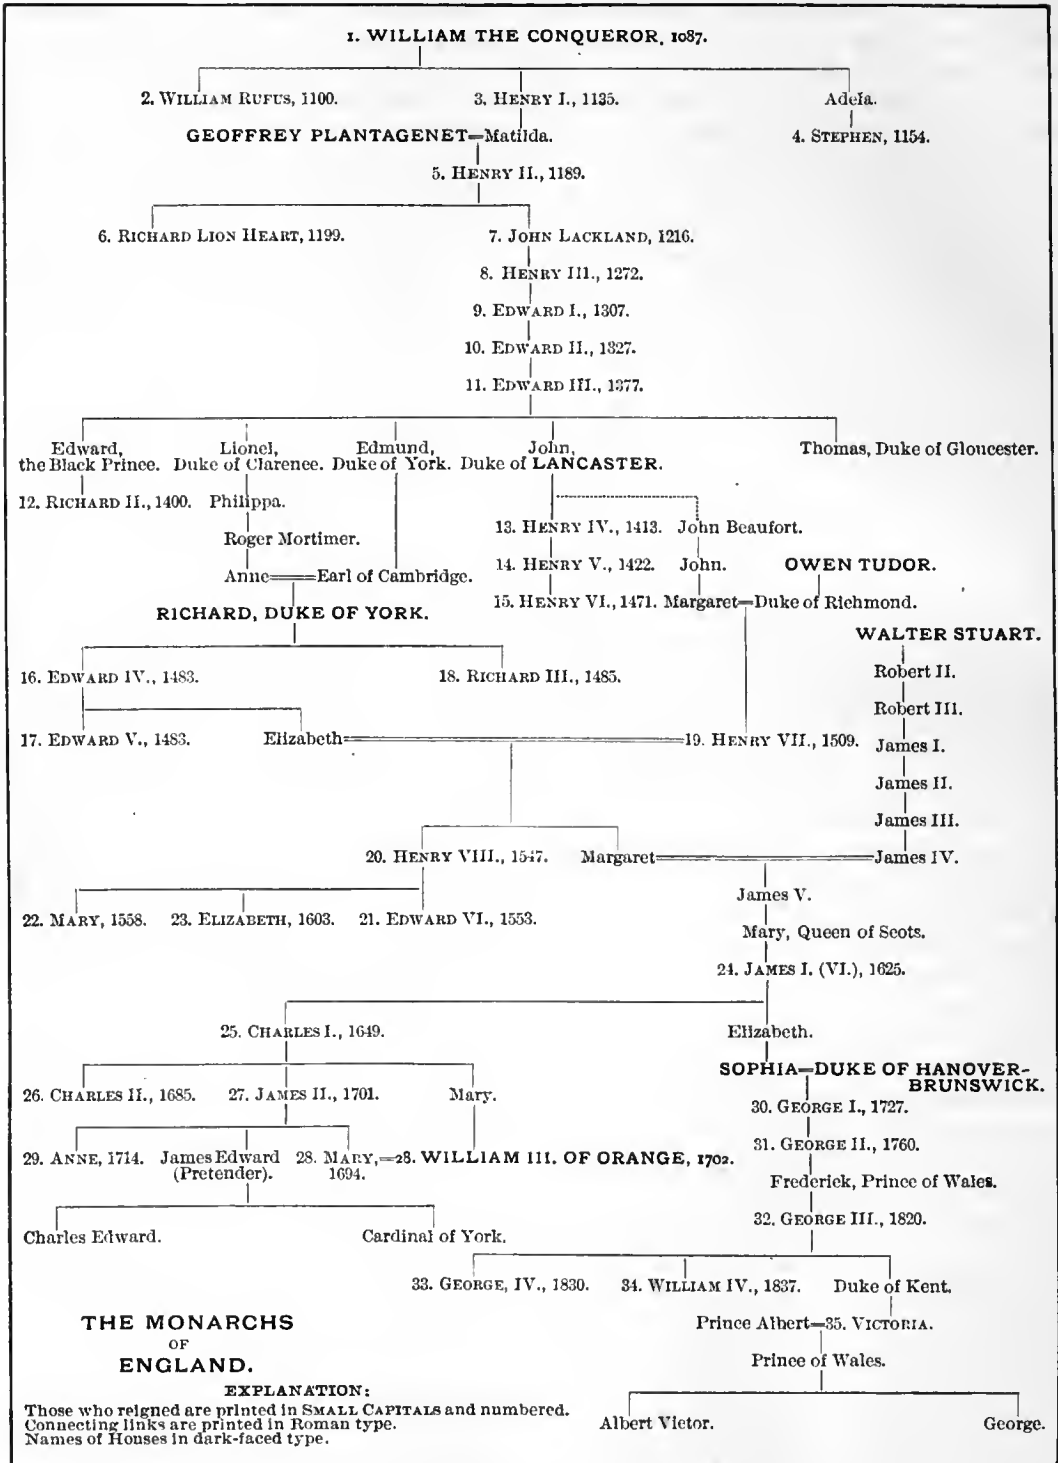 1. WILLIAM THE CONQUEROR, 1087.
2. WILLIAM RUFUS, 1100. 3. HENRY I., 1135. Adela.
GEOFFREY PLANTAGENET=Matilda. 4. STEPHEN, 1154.
5. HENRY II., 1189.
6. RICHARD LION HEART, 1199. 7. JOHN LACKLAND, 1216.
8. HENRY III., 1272.
9. EDWARD I., 1307.
10. EDWARD II., 1327.
11. EDWARD III., 1377.
Edward, Lionel, Edmund, John, Thomas, Duke of Gloucester.
the Black Prince. Duke of Clarence. Duke of York. Duke of LANCASTER.
12. RICHARD II., 1400. Philippa.
13. HENRY IV., 1413. John Beaufort.
Roger Mortimer.
14. HENRY V., 1422. John. OWEN TUDOR.
Anne=Earl of Cambridge.
15. HENRY VI., 1471. Margaret=Duke of Richmond.
RICHARD, DUKE OF YORK.
WALTER STUART.
16. EDWARD IV., 1483. 18. RICHARD III., 1485. Robert II.
Robert III.
17. EDWARD V., 1483. Elizabeth=19. HENRY VII., 1509. James I.
James II.
James III.
20. HENRY VIII., 1547. Margaret=James IV.
James V.
22. MARY, 1558. 23. ELIZABETH, 1603. 21. EDWARD VI., 1553.
Mary, Queen of Scots.
24. JAMES I. (VI.), 1625.
25. CHARLES I., 1649. Elizabeth.
SOPHIA=DUKE OF HANOVER-
BRUNSWICK.
26. CHARLES II., 1685. 27. JAMES II., 1701. Mary.
30. GEORGE I., 1727.
31. GEORGE II., 1760.
29. ANNE, 1714. James Edward 28. MARY,=28. WILLIAM III. OF ORANGE, 1702.
(Pretender). 1694.
Frederick, Prince of Wales.
32. GEORGE III., 1820.
Charles Edward. Cardinal of York.
33. GEORGE, IV., 1830. 34. WILLIAM IV., 1837. Duke of Kent.
Prince Albert=35. VICTORIA.
Prince of Wales.
Albert Victor. George.
THE MONARCHS
OF
ENGLAND.
EXPLANATION:
Those who reigned are printed in SMALL CAPITALS and numbered.
Connecting links are printed in Roman type.
Names of Houses in dark-faced type.